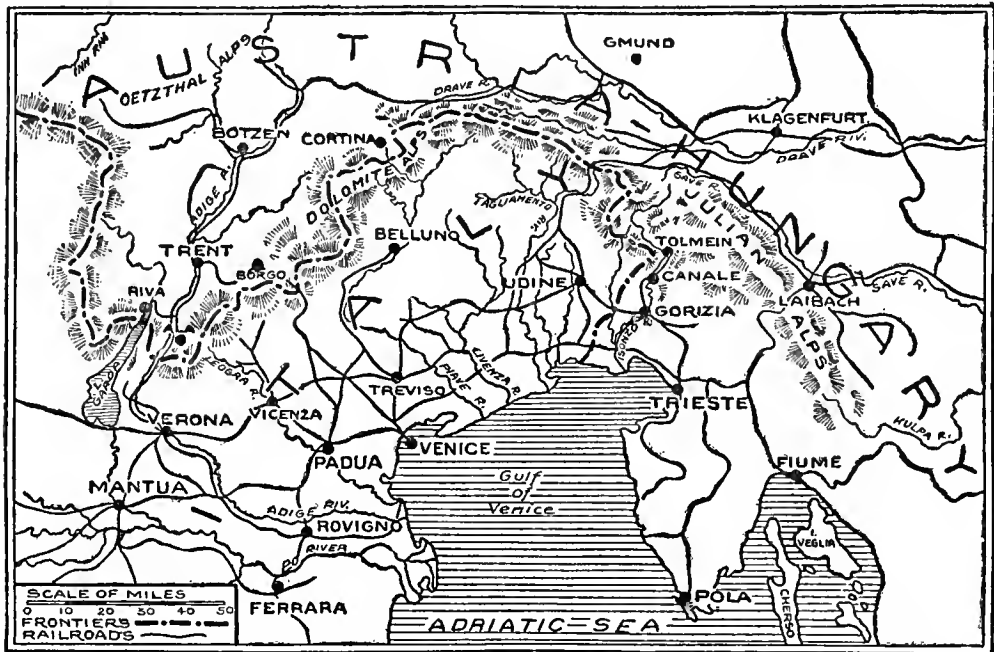 AUSTRIA-HUNGARY
ITALY
INN RIV.
OETZTHAL ALPS
GMUND
DRAVE R.
KLAGENFURT
DRAVE RIV.
BOTZEN
CORTINA
DOLOMITE ALPS
ADIGE R.
SAVE R.
TAGLIAMENTO
RIV.
JULIAN
ALPS
TRENT
BORGO
BELLUNO
TOLMEIN
CANALE
UDINE
GORIZIA
ISONZO R.
LAIBACH
SAVE R.
RIVA
GARDA
VERONA
VICENZA
TREVISO
PIAVE R.
TRIESTE
HULPA R.
PADUA
VENICE
FIUME
MANTUA
Gulf
of
Venice
ADIGE RIV.
ROVIGNO
PO RIVER
I.
VEGLIA
FERRARA
POLA
CHERSO
ADRIATIC SEA
SCALE OF MILES
0 10 20 30 40 50
FRONTIERS
RAILROADS